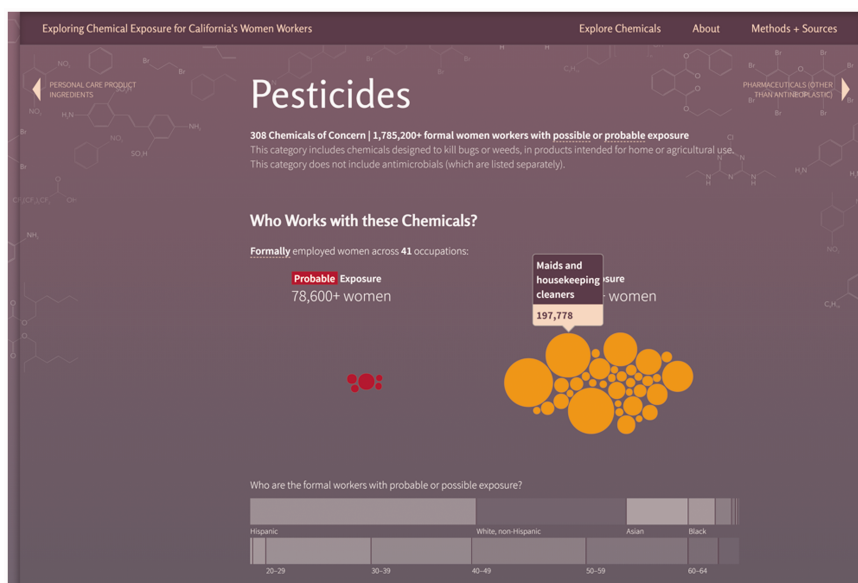 Exploring Chemical Exposure for California's Women Workers
Explore Chemicals
About
Methods + Sources
PERSONAL CARE PRODUCT
INGREDIENTS
PHARMACEUTICALS (OTHER
THAN ANTINEOPLASTIC)
Pesticides
308 Chemicals of Concern | 1,785,200+ formal women workers with possible or probable exposure
This category includes chemicals designed to kill bugs or weeds, in products intended for home or agricultural use.
This category does not include antimicrobials (which are listed separately).
Who Works with these Chemicals?
Formally employed women across 41 occupations:
Probable Exposure
78,600+ women
Maids and
housekeeping
cleaners
197,778
women
Who are the formal workers with probable or possible exposure?
Hispanic
White, non-Hispanic
Asian
Black
20–29
30–39
40–49
50–59
60–64